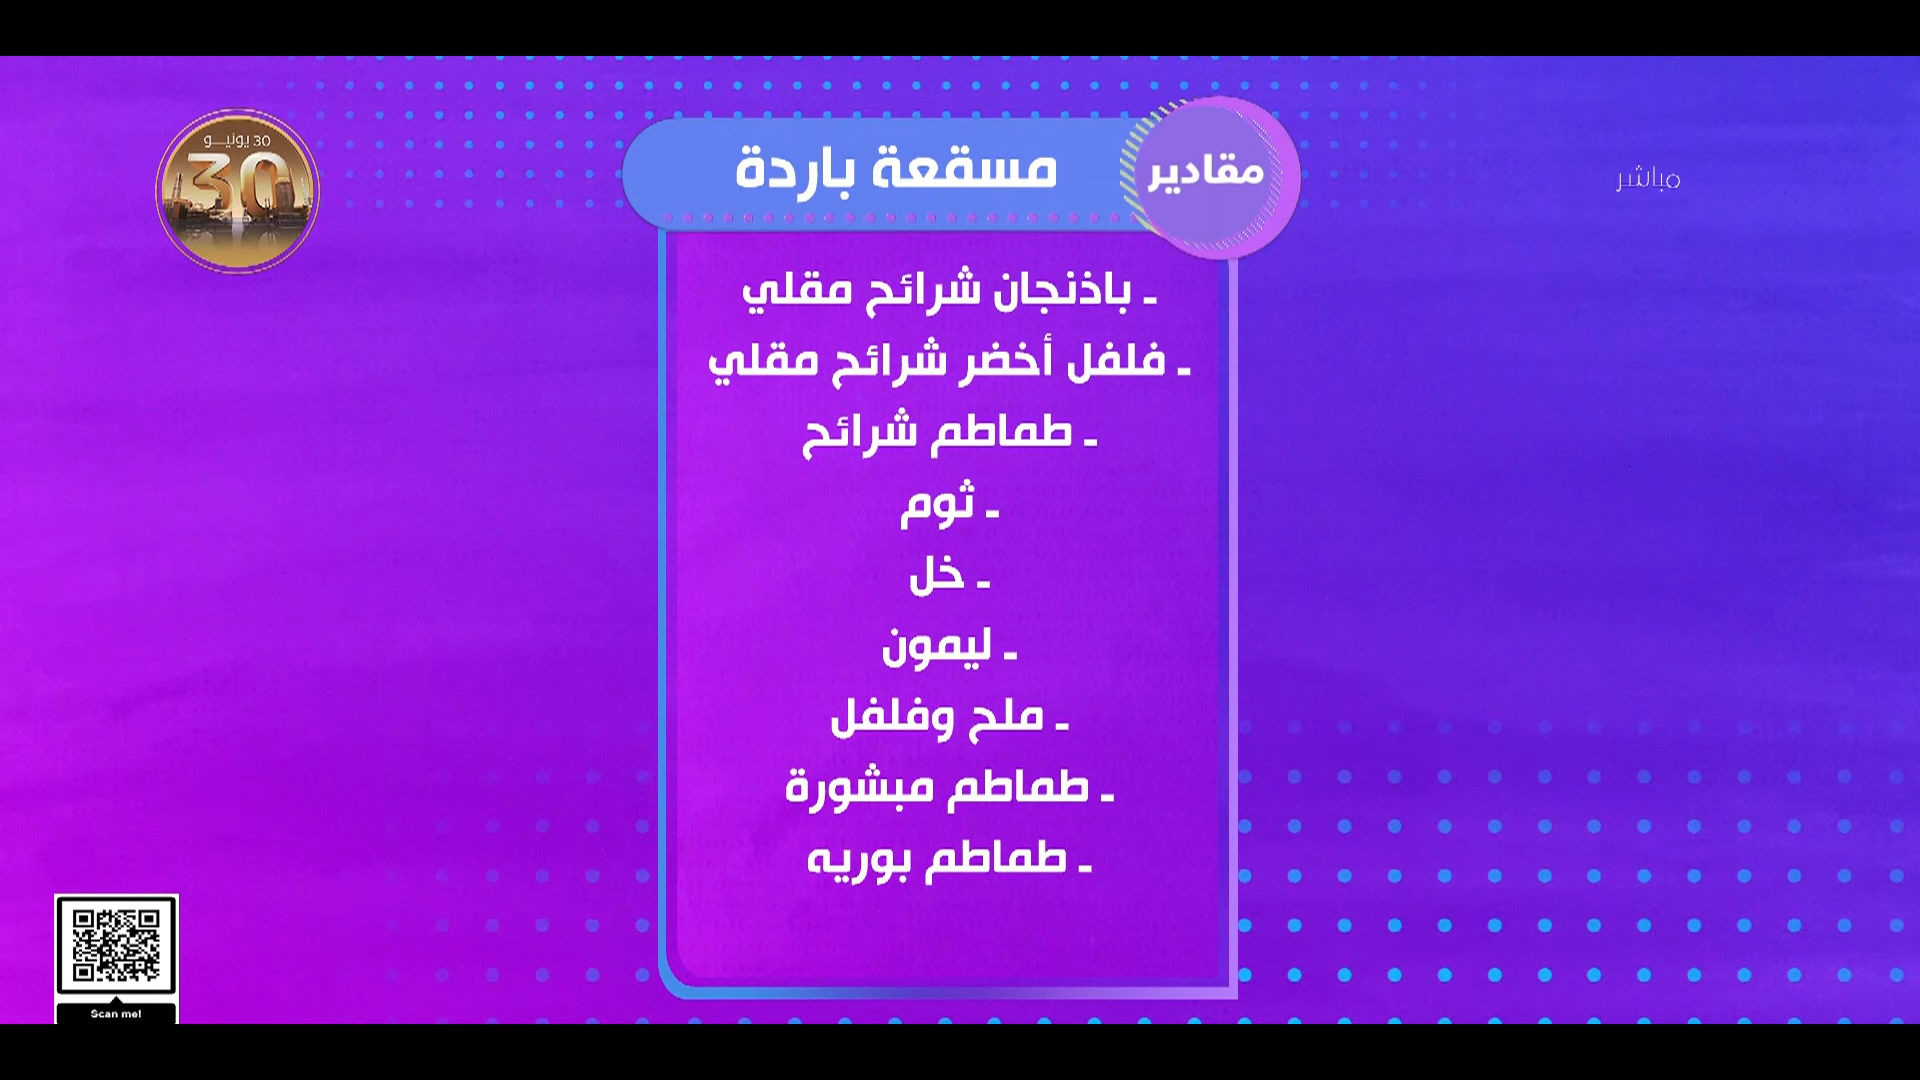 30 يونيو
30
مقادير
مسقعة باردة
مباشر
ـ باذنجان شرائح مقلي
ـ فلفل أخضر شرائح مقلي
ـ طماطم شرائح
ـ ثوم
ـ خل
ـ ليمون
ـ ملح وفلفل
ـ طماطم مبشورة
ـ طماطم بوريه
Scan me!